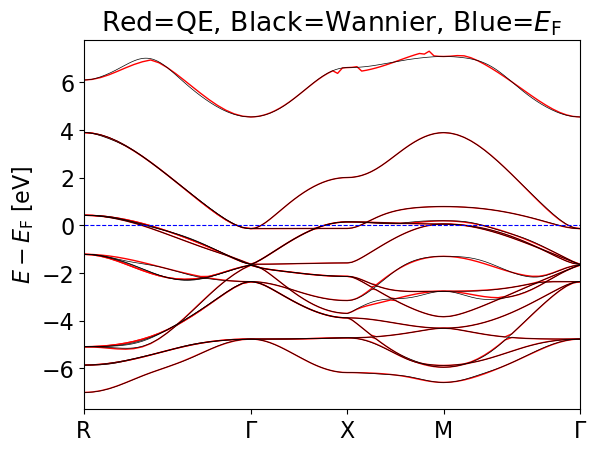 Red=QE, Black=Wannier, Blue=E_F
E − E_F [eV]
6
4
2
0
−2
−4
−6
R Γ X M Γ